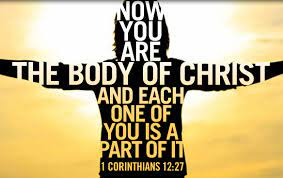 NOW
YOU
ARE
THE BODY OF CHRIST
AND EACH
ONE OF
YOU IS A
PART OF IT
1 CORINTHIANS 12:27